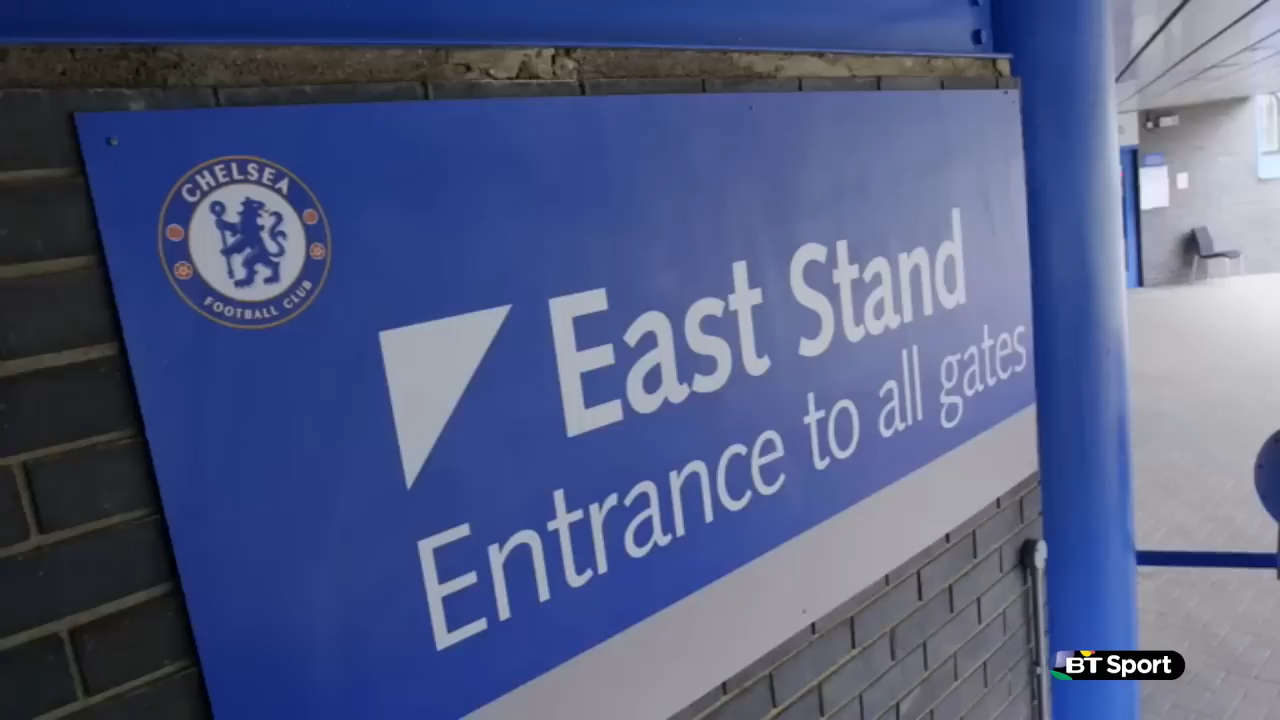 CHELSEA
FOOTBALL CLUB
East Stand
Entrance to all gates
BT Sport